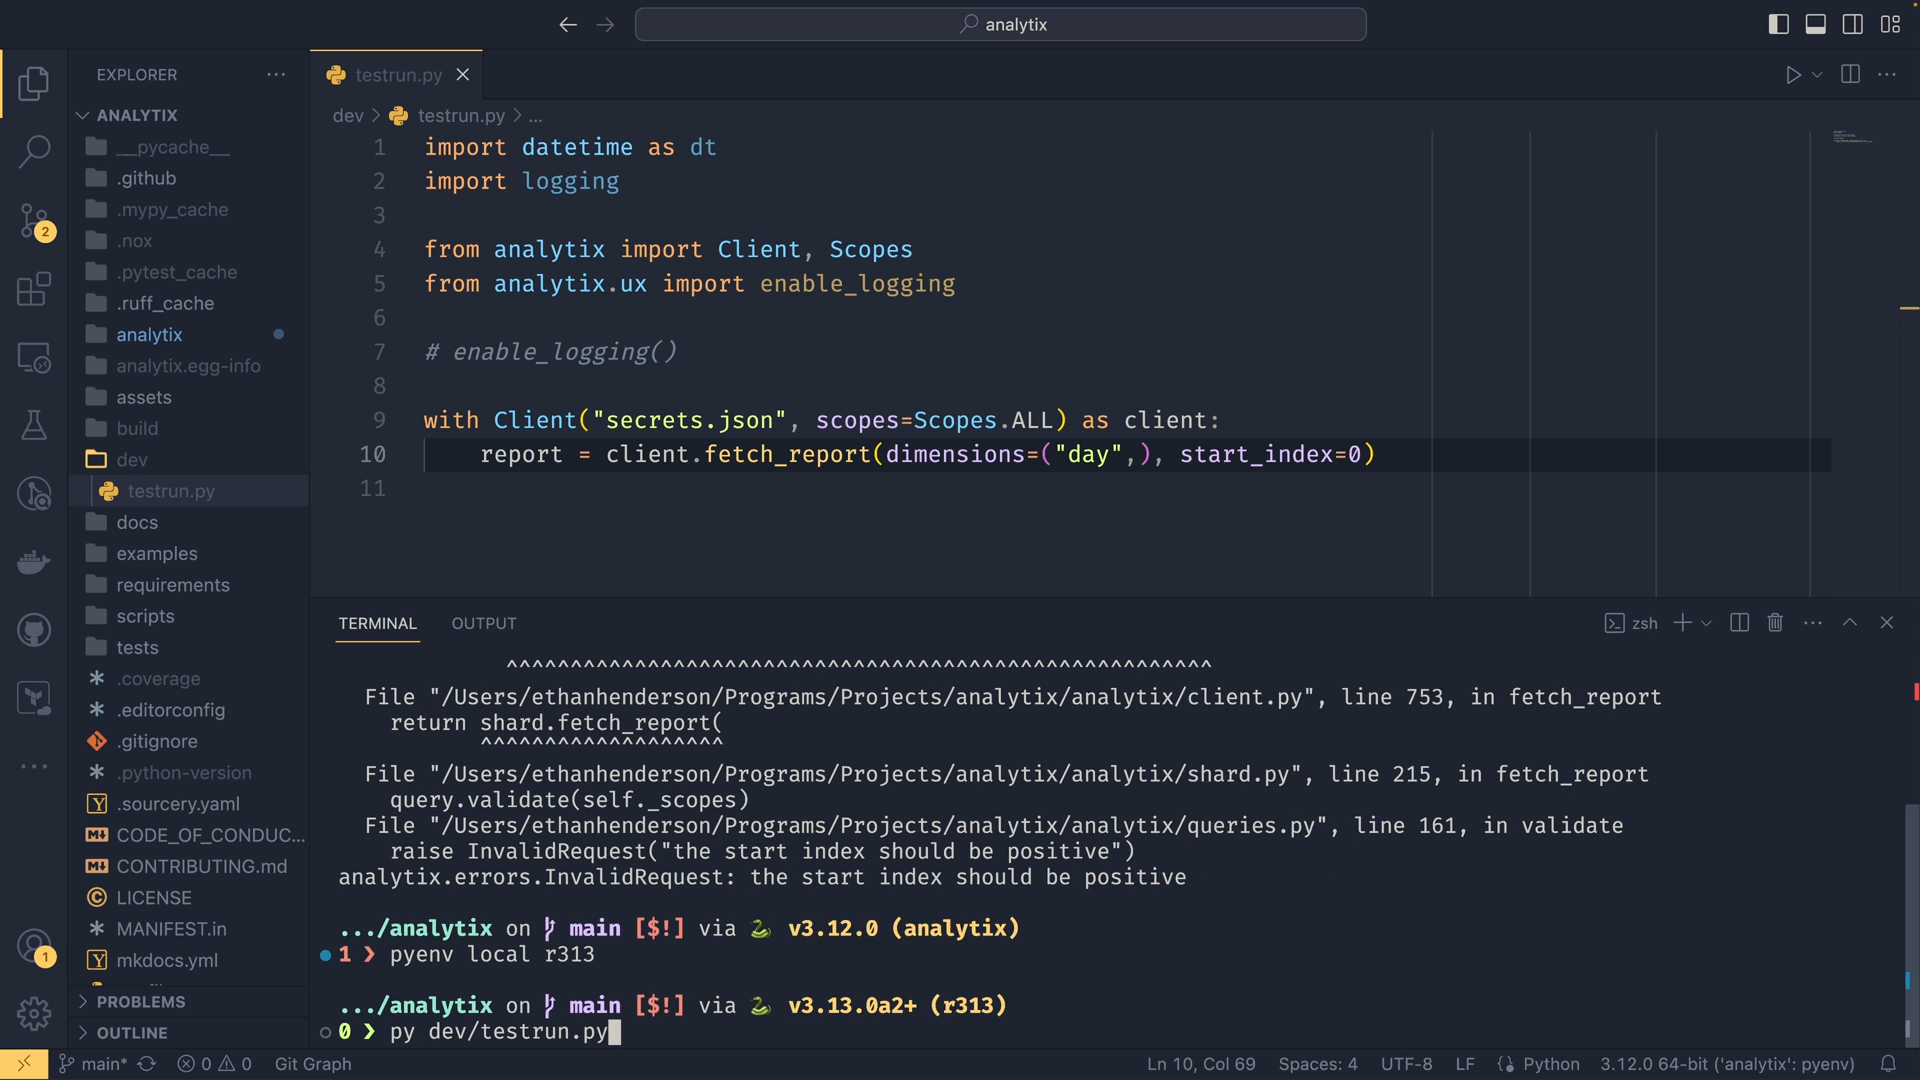 analytix
EXPLORER
ANALYTIX
__pycache__
.github
.mypy_cache
.nox
.pytest_cache
.ruff_cache
analytix
analytix.egg-info
assets
build
dev
testrun.py
docs
examples
requirements
scripts
tests
.coverage
.editorconfig
.gitignore
.python-version
.sourcery.yaml
CODE_OF_CONDUC...
CONTRIBUTING.md
LICENSE
MANIFEST.in
mkdocs.yml
PROBLEMS
OUTLINE
2
1
testrun.py
dev > testrun.py > ...
1 import datetime as dt
2 import logging
3
4 from analytix import Client, Scopes
5 from analytix.ux import enable_logging
6
7 # enable_logging()
8
9 with Client("secrets.json", scopes=Scopes.ALL) as client:
10 report = client.fetch_report(dimensions=("day",), start_index=0)
11
TERMINAL OUTPUT
zsh
^^^^^^^^^^^^^^^^^^^^^^^^^^^^^^^^^^^^^^^^^^^^^^^^^^^^^^^
File "/Users/ethanhenderson/Programs/Projects/analytix/analytix/client.py", line 753, in fetch_report
return shard.fetch_report(
^^^^^^^^^^^^^^^^^^^
File "/Users/ethanhenderson/Programs/Projects/analytix/analytix/shard.py", line 215, in fetch_report
query.validate(self._scopes)
File "/Users/ethanhenderson/Programs/Projects/analytix/analytix/queries.py", line 161, in validate
raise InvalidRequest("the start index should be positive")
analytix.errors.InvalidRequest: the start index should be positive
.../analytix on main [$!] via v3.12.0 (analytix)
1 ❯ pyenv local r313
.../analytix on main [$!] via v3.13.0a2+ (r313)
0 ❯ py dev/testrun.py
main* 0 0 Git Graph
Ln 10, Col 69 Spaces: 4 UTF-8 LF Python 3.12.0 64-bit ('analytix': pyenv)